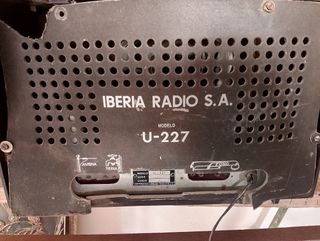 IBERIA RADIO S.A.
MODELO
U-227
ANTENA
TIERRA